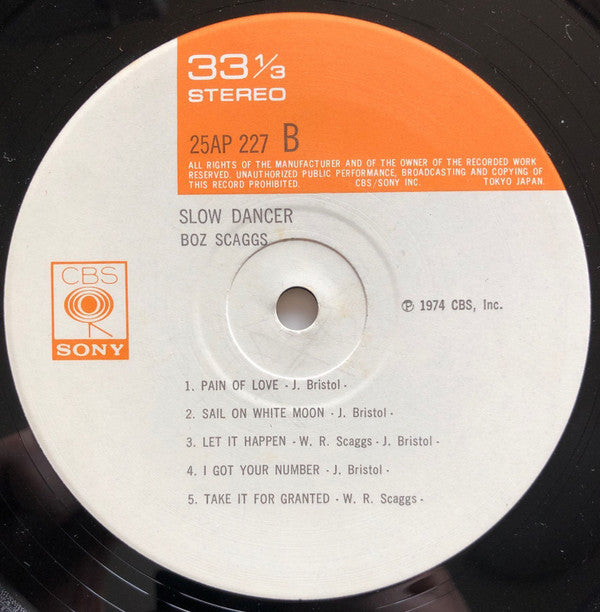 33 1/3
STEREO
25AP 227 B
ALL RIGHTS OF THE MANUFACTURER AND OF THE OWNER OF THE RECORDED WORK
RESERVED. UNAUTHORIZED PUBLIC PERFORMANCE, BROADCASTING AND COPYING OF
THIS RECORD PROHIBITED. CBS/SONY INC. TOKYO JAPAN.
SLOW DANCER
BOZ SCAGGS
CBS
SONY
Ⓟ 1974 CBS, Inc.
1. PAIN OF LOVE · J. Bristol ·
2. SAIL ON WHITE MOON · J. Bristol ·
3. LET IT HAPPEN · W. R. Scaggs · J. Bristol ·
4. I GOT YOUR NUMBER · J. Bristol ·
5. TAKE IT FOR GRANTED · W. R. Scaggs ·